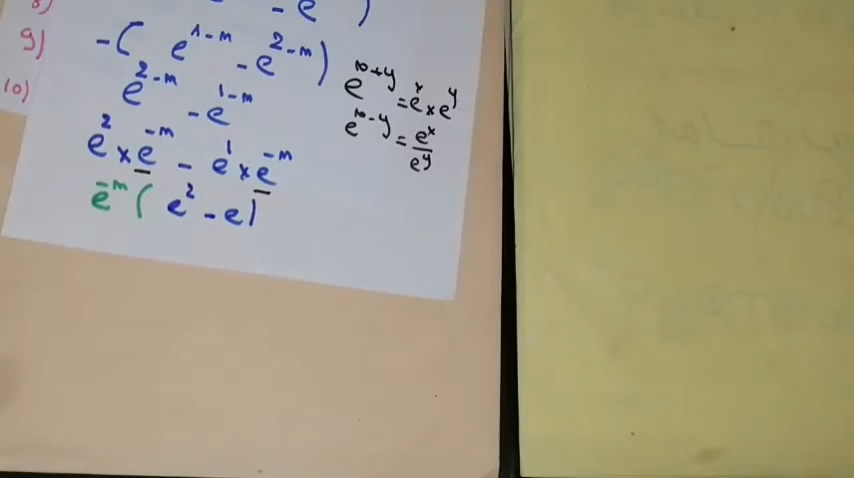 8) - e )
9) -( e^{1-m} - e^{2-m})
10) e^{2-m} - e^{1-m}
e^2 × e^{-m} - e^1 × e^{-m}
e^{-m} ( e^2 - e)
e^{x+y} = e^x × e^y
e^{x-y} = e^x/e^y